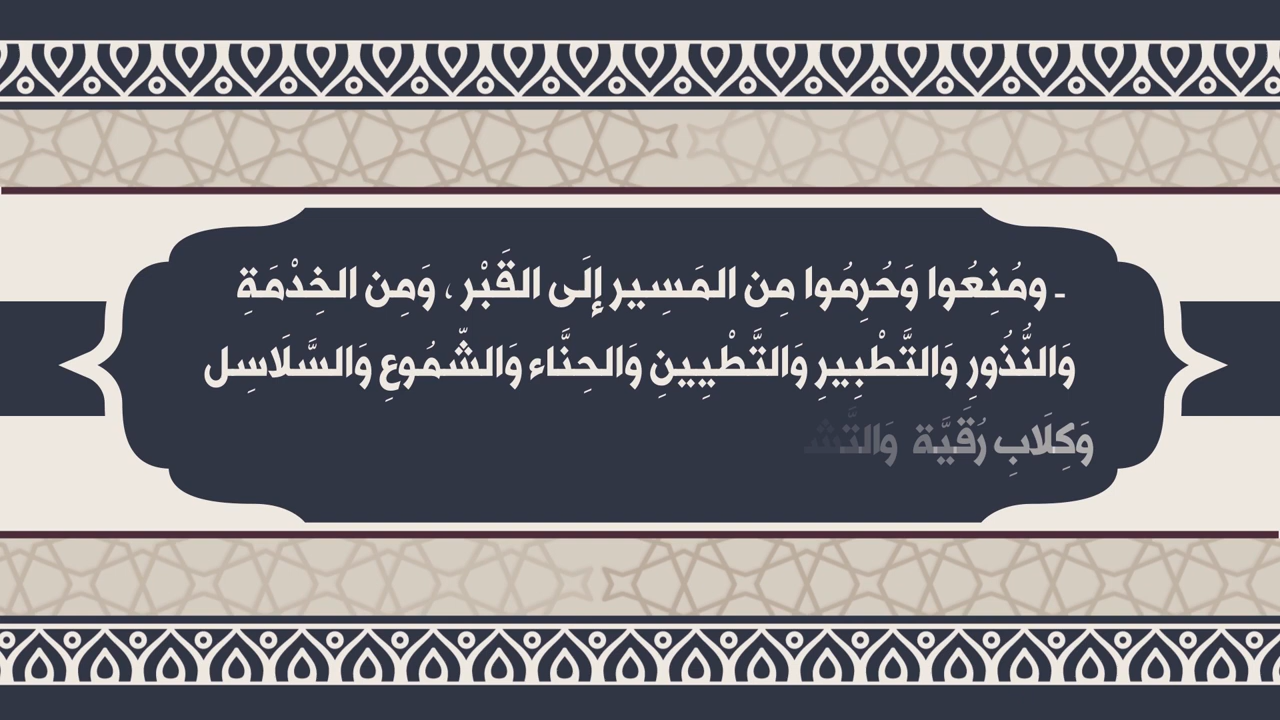 - ومُنِعُوا وَحُرِمُوا مِن المَسِيرِ إِلَى القَبْرِ ، وَمِن الخِدْمَةِ
وَالنُّذُورِ وَالتَّطْبِيرِ وَالتَّطْيِينِ وَالحِنَّاء وَالشّمُوعِ وَالسَّلَاسِل
وَكِلَابِ رُقَيَّة